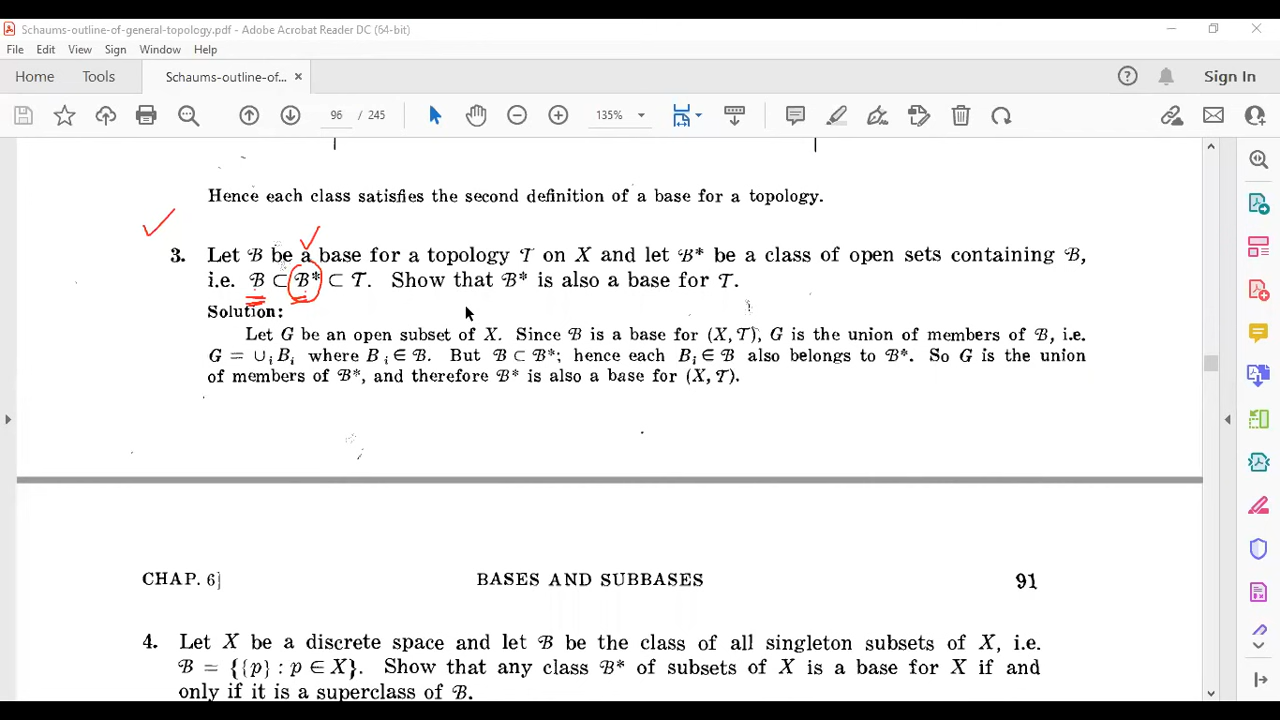 Schaums-outline-of-general-topology.pdf - Adobe Acrobat Reader DC (64-bit)
File Edit View Sign Window Help
Home Tools Schaums-outline-of... × Sign In
96 / 245 135%
Hence each class satisfies the second definition of a base for a topology.
3. Let ℬ be a base for a topology 𝒯 on X and let ℬ* be a class of open sets containing ℬ,
i.e. ℬ ⊂ ℬ* ⊂ 𝒯. Show that ℬ* is also a base for 𝒯.
Solution:
Let G be an open subset of X. Since ℬ is a base for (X, 𝒯), G is the union of members of ℬ, i.e.
G = ∪ᵢ Bᵢ where Bᵢ ∈ ℬ. But ℬ ⊂ ℬ*; hence each Bᵢ ∈ ℬ also belongs to ℬ*. So G is the union
of members of ℬ*, and therefore ℬ* is also a base for (X, 𝒯).
CHAP. 6] BASES AND SUBBASES 91
4. Let X be a discrete space and let ℬ be the class of all singleton subsets of X, i.e.
ℬ = {{p} : p ∈ X}. Show that any class ℬ* of subsets of X is a base for X if and
only if it is a superclass of ℬ.